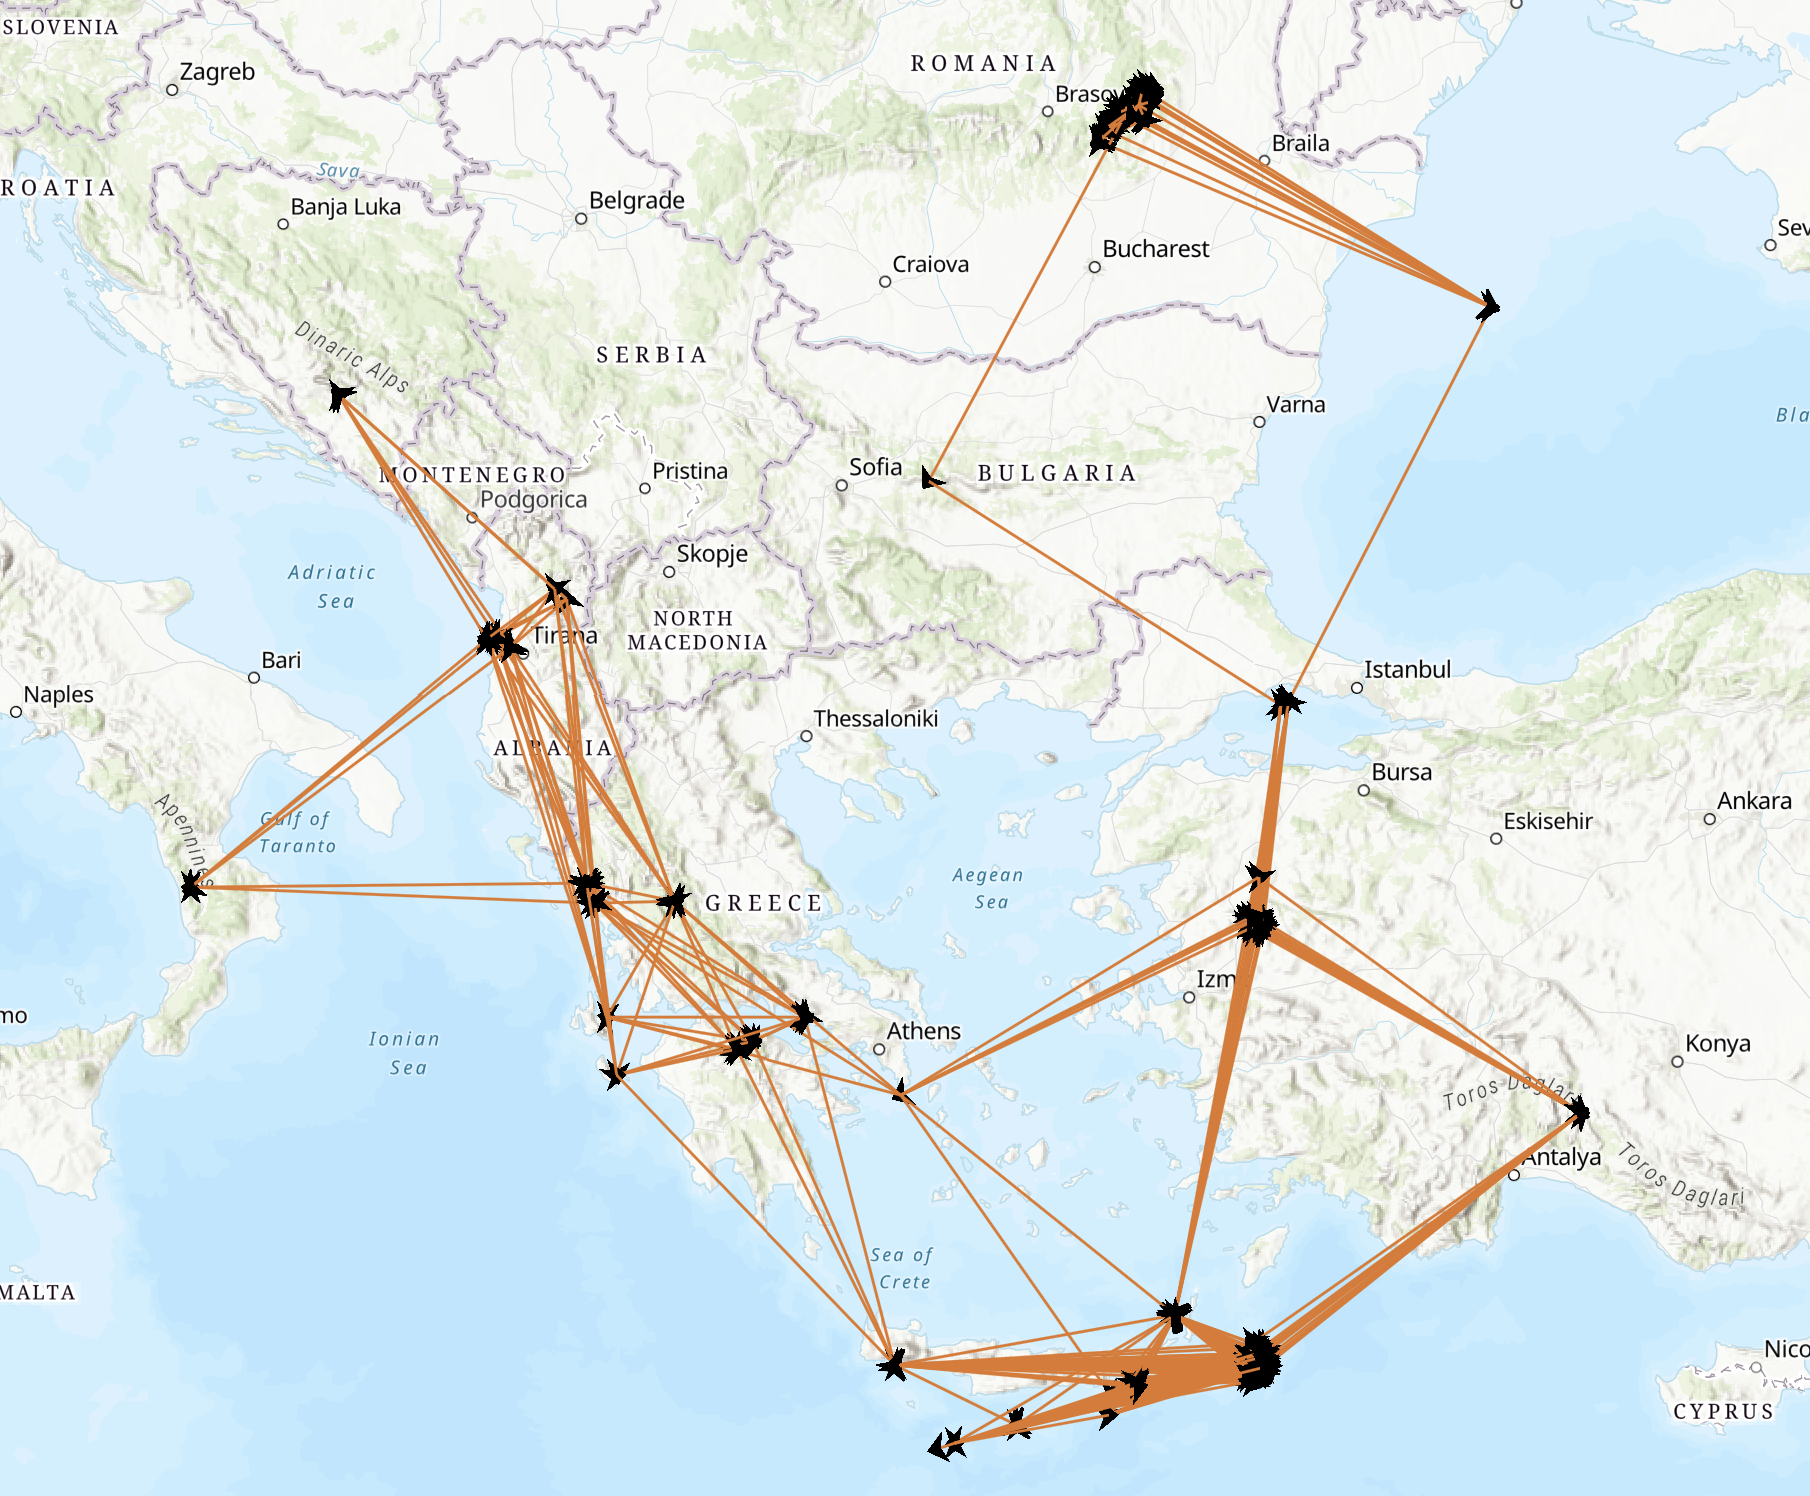 SLOVENIA
Zagreb
ROMANIA
Brasov
Braila
Sava
ROATIA
Banja Luka
Belgrade
Sev
Craiova
Bucharest
Dinaric Alps
SERBIA
Varna
Bla
MONTENEGRO
Podgorica
Pristina
Sofia
BULGARIA
Skopje
Adriatic
Sea
NORTH
MACEDONIA
Tirana
Bari
Naples
Istanbul
Thessaloniki
ALBANIA
Bursa
Ankara
Eskisehir
Apennines
Gulf of
Taranto
Aegean
Sea
GREECE
Izm
mo
Ionian
Sea
Athens
Konya
Toros Daglar
Antalya
Toros Daglari
Sea of
Crete
MALTA
Nico
CYPRUS